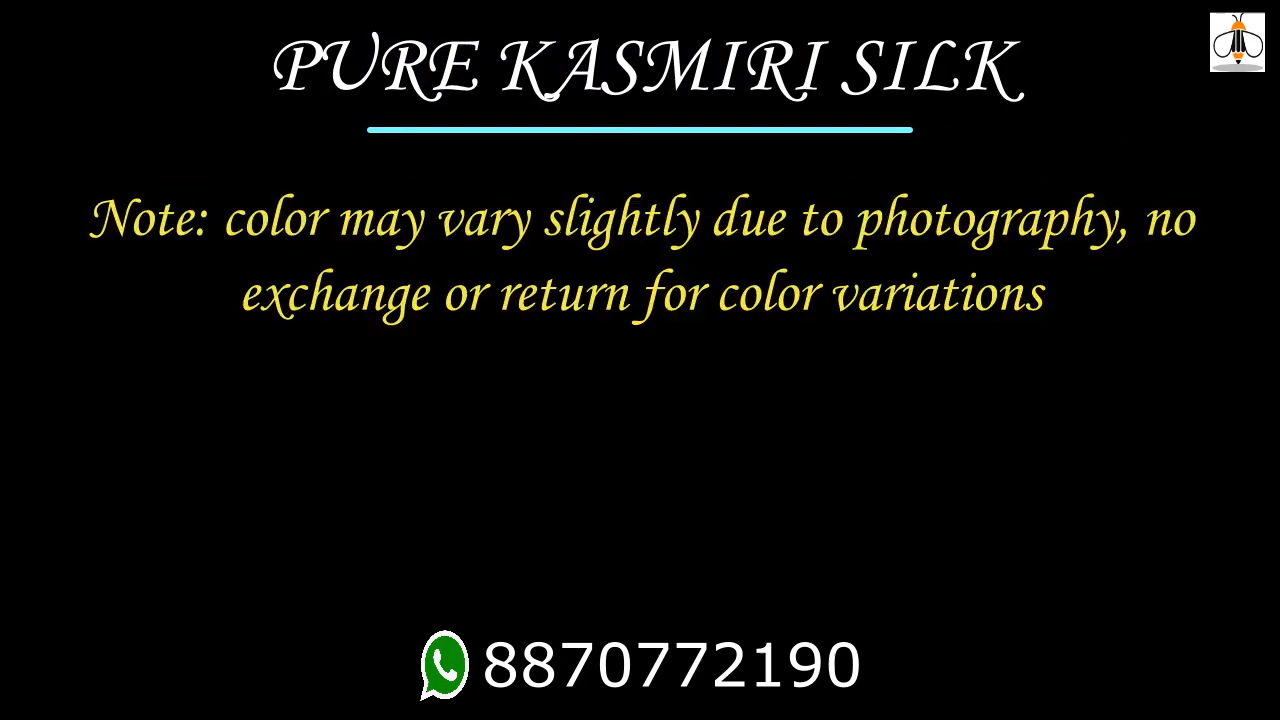 PURE KASMIRI SILK
Note: color may vary slightly due to photography, no
exchange or return for color variations
8870772190